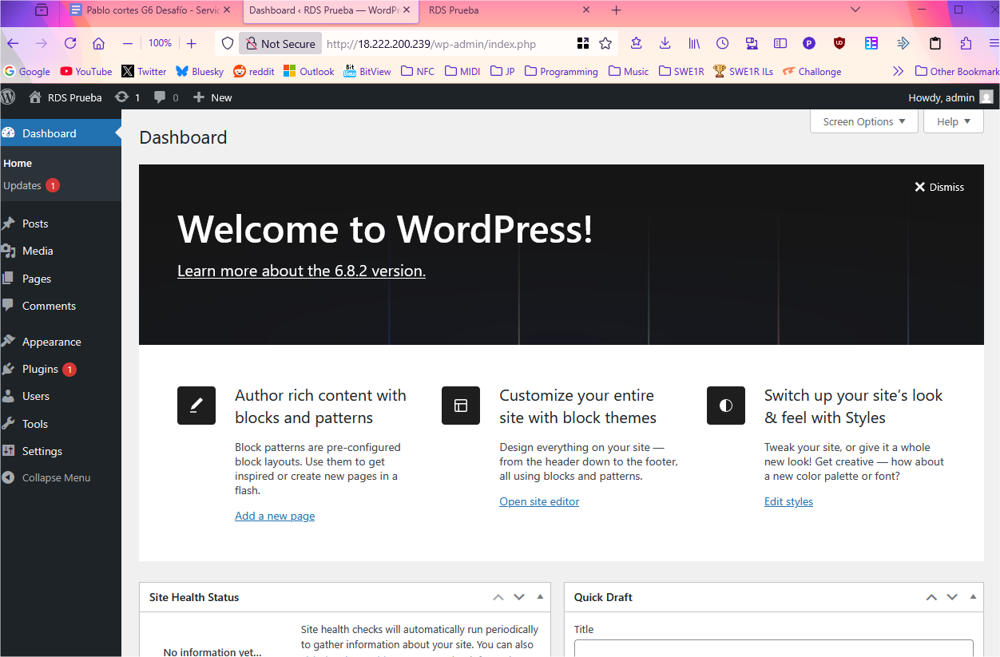 Pablo cortes G6 Desafío - Servic
Dashboard ‹ RDS Prueba — WordPr
RDS Prueba
100%
Not Secure
http://18.222.200.239/wp-admin/index.php
Google YouTube Twitter Bluesky reddit Outlook BitView NFC MIDI JP Programming Music SWE1R SWE1R ILs Challonge Other Bookmark
RDS Prueba 1 0 New
Howdy, admin
Dashboard
Home
Updates 1
Posts
Media
Pages
Comments
Appearance
Plugins 1
Users
Tools
Settings
Collapse Menu
Screen Options
Help
Dashboard
Dismiss
Welcome to WordPress!
Learn more about the 6.8.2 version.
Author rich content with
blocks and patterns
Block patterns are pre-configured
block layouts. Use them to get
inspired or create new pages in a
flash.
Add a new page
Customize your entire
site with block themes
Design everything on your site —
from the header down to the footer,
all using blocks and patterns.
Open site editor
Switch up your site’s look
& feel with Styles
Tweak your site, or give it a whole
new look! Get creative — how about
a new color palette or font?
Edit styles
Site Health Status
No information yet...
Site health checks will automatically run periodically
to gather information about your site. You can also
Quick Draft
Title